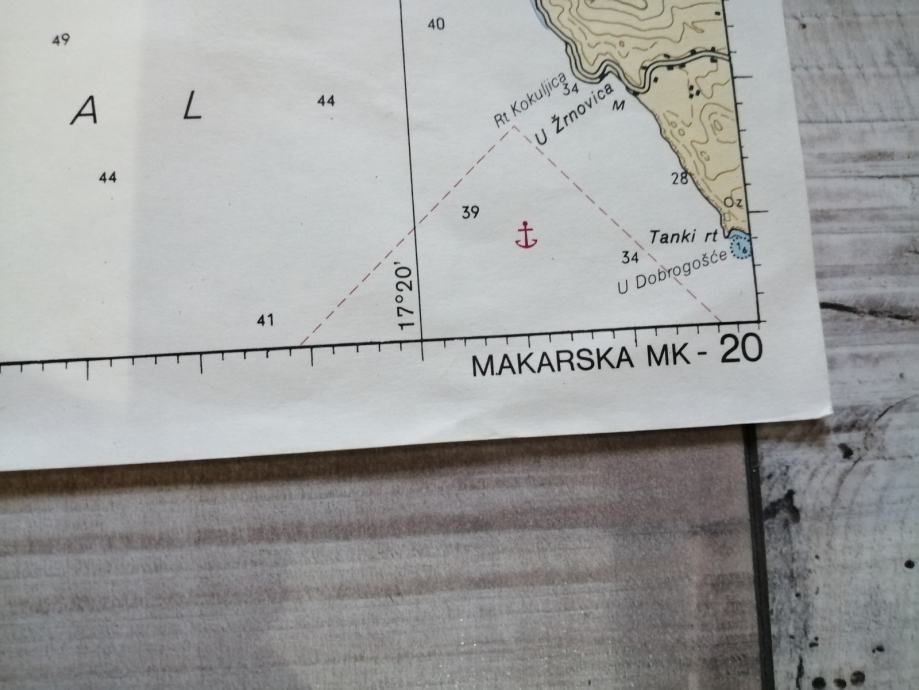 49
40
A L
44
34
Rt Kokuljica
U Žrnovica
M
44
28
39
Oz
34
Tanki rt
16
U Dobrogošće
17°20'
41
MAKARSKA MK - 20